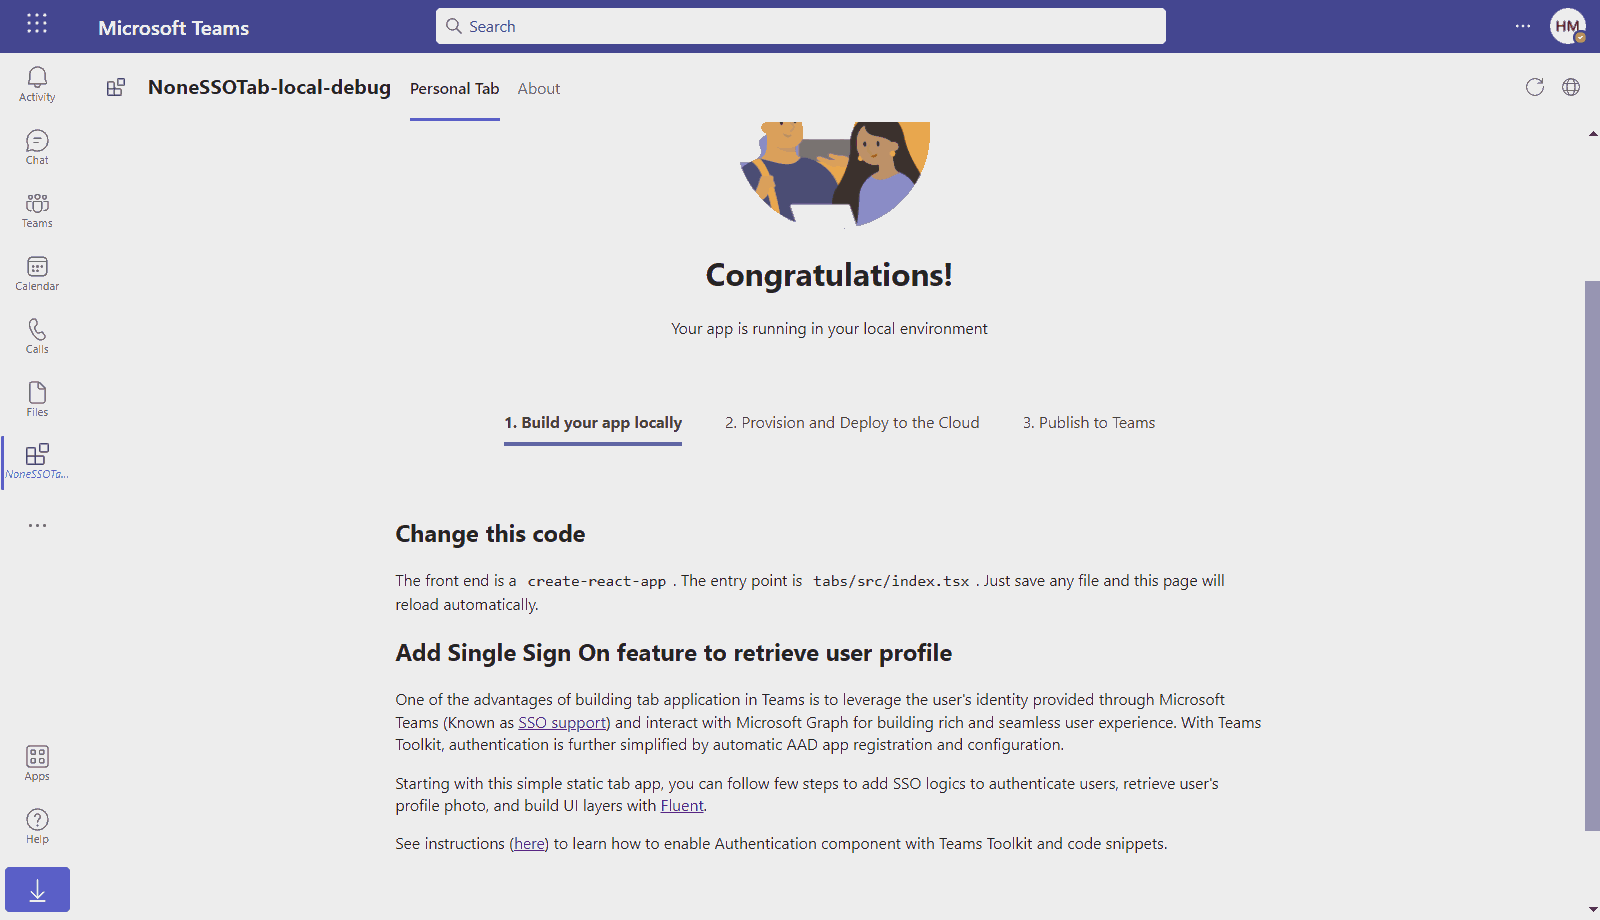 Microsoft Teams
Search
HM
Activity
Chat
Teams
Calendar
Calls
Files
NoneSSOTa...
Apps
Help
NoneSSOTab-local-debug
Personal Tab
About
Congratulations!
Your app is running in your local environment
1. Build your app locally
2. Provision and Deploy to the Cloud
3. Publish to Teams
Change this code
The front end is a create-react-app . The entry point is tabs/src/index.tsx . Just save any file and this page will
reload automatically.
Add Single Sign On feature to retrieve user profile
One of the advantages of building tab application in Teams is to leverage the user's identity provided through Microsoft
Teams (Known as SSO support) and interact with Microsoft Graph for building rich and seamless user experience. With Teams
Toolkit, authentication is further simplified by automatic AAD app registration and configuration.
Starting with this simple static tab app, you can follow few steps to add SSO logics to authenticate users, retrieve user's
profile photo, and build UI layers with Fluent.
See instructions (here) to learn how to enable Authentication component with Teams Toolkit and code snippets.